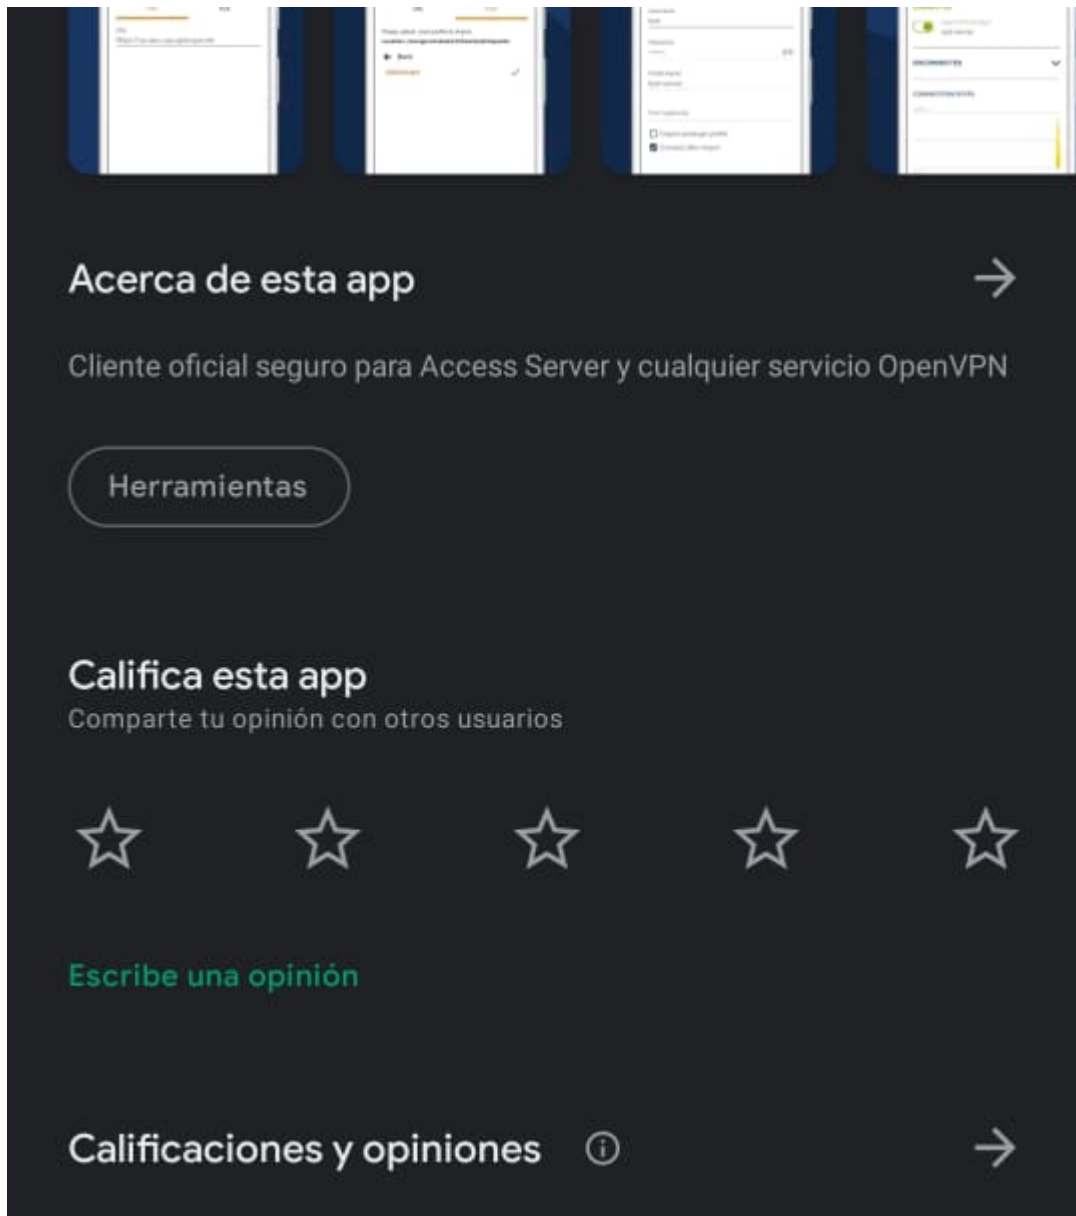 Acerca de esta app
Cliente oficial seguro para Access Server y cualquier servicio OpenVPN
Herramientas
Califica esta app
Comparte tu opinión con otros usuarios
Escribe una opinión
Calificaciones y opiniones